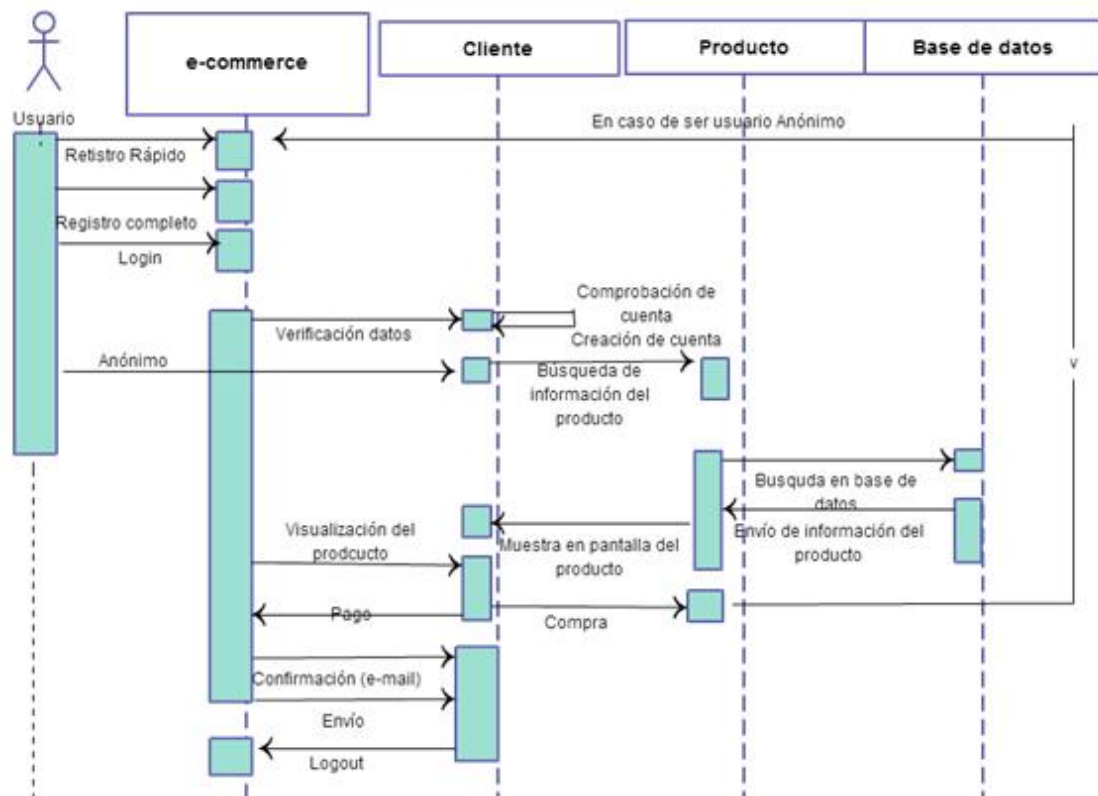 e-commerce
Cliente
Producto
Base de datos
Usuario
En caso de ser usuario Anónimo
Retistro Rápido
Registro completo
Login
Comprobación de
cuenta
Verificación datos
Creación de cuenta
Anónimo
Búsqueda de
información del
producto
v
Busquda en base de
datos
Visualización del
prodcucto
Muestra en pantalla del
producto
Envío de información del
producto
Pago
Compra
Confirmación (e-mail)
Envío
Logout